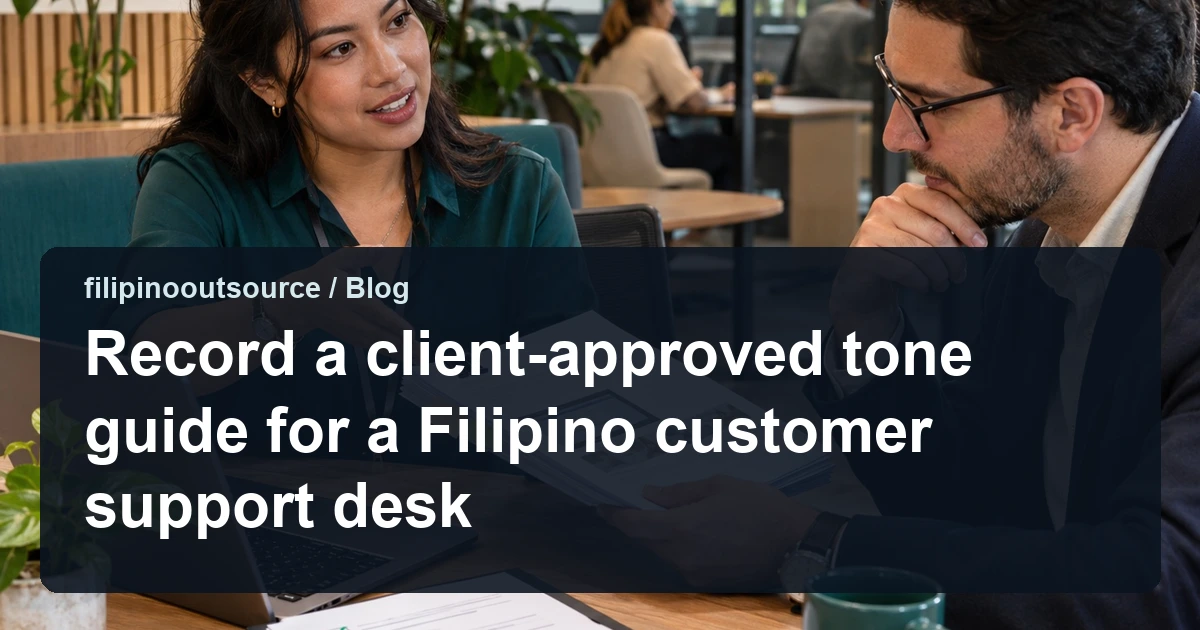 filipinooutsource / Blog
Record a client-approved tone
guide for a Filipino customer
support desk